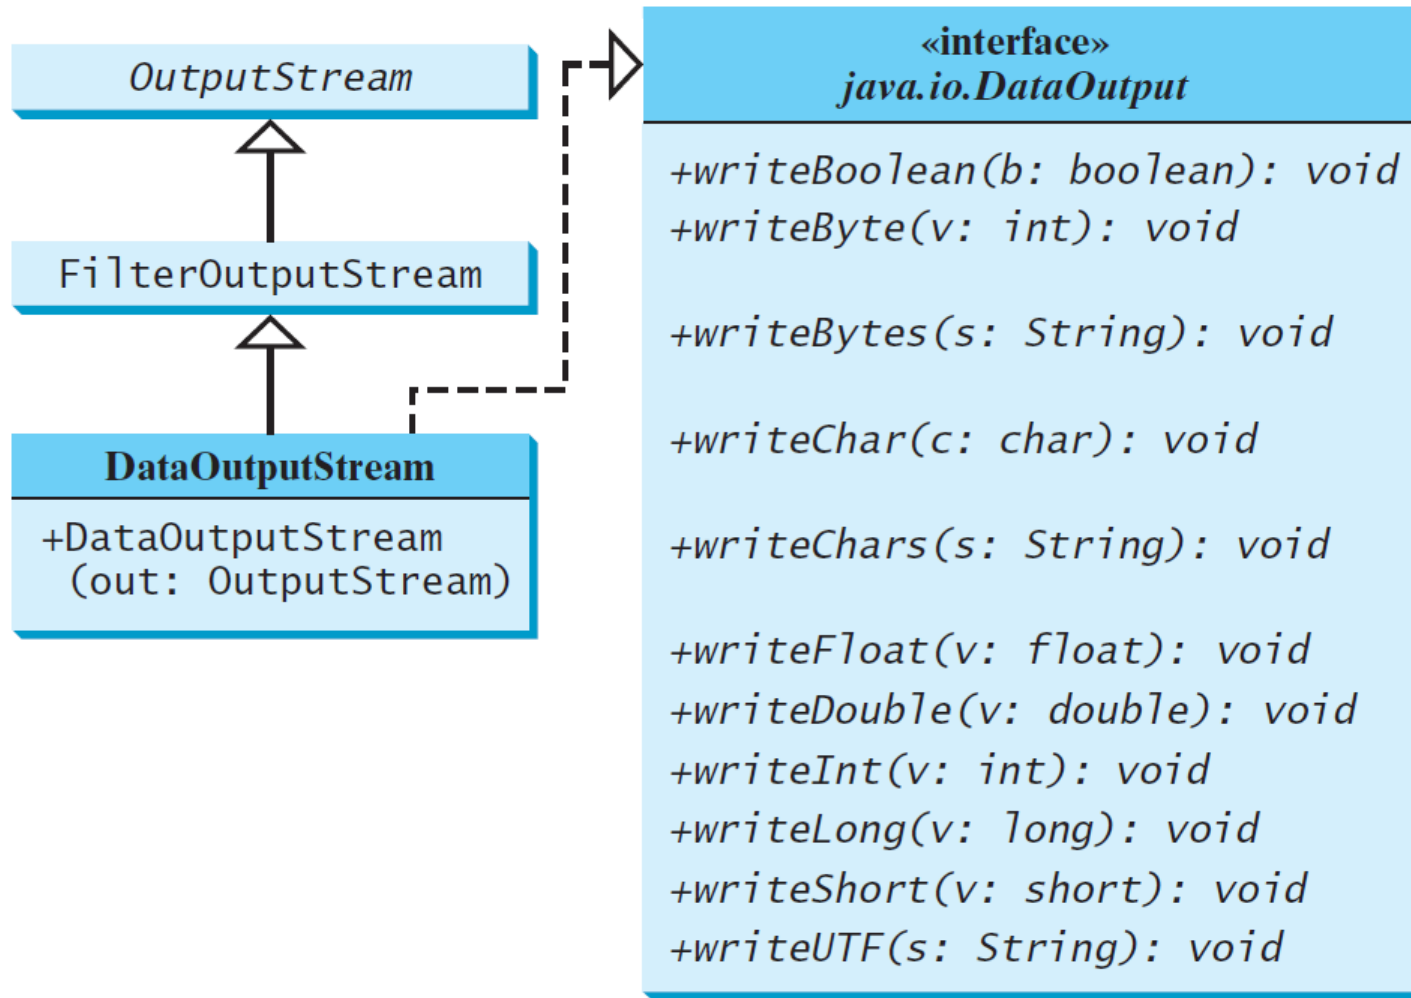 OutputStream
FilterOutputStream
DataOutputStream
+DataOutputStream
(out: OutputStream)
«interface»
java.io.DataOutput
+writeBoolean(b: boolean): void
+writeByte(v: int): void
+writeBytes(s: String): void
+writeChar(c: char): void
+writeChars(s: String): void
+writeFloat(v: float): void
+writeDouble(v: double): void
+writeInt(v: int): void
+writeLong(v: long): void
+writeShort(v: short): void
+writeUTF(s: String): void